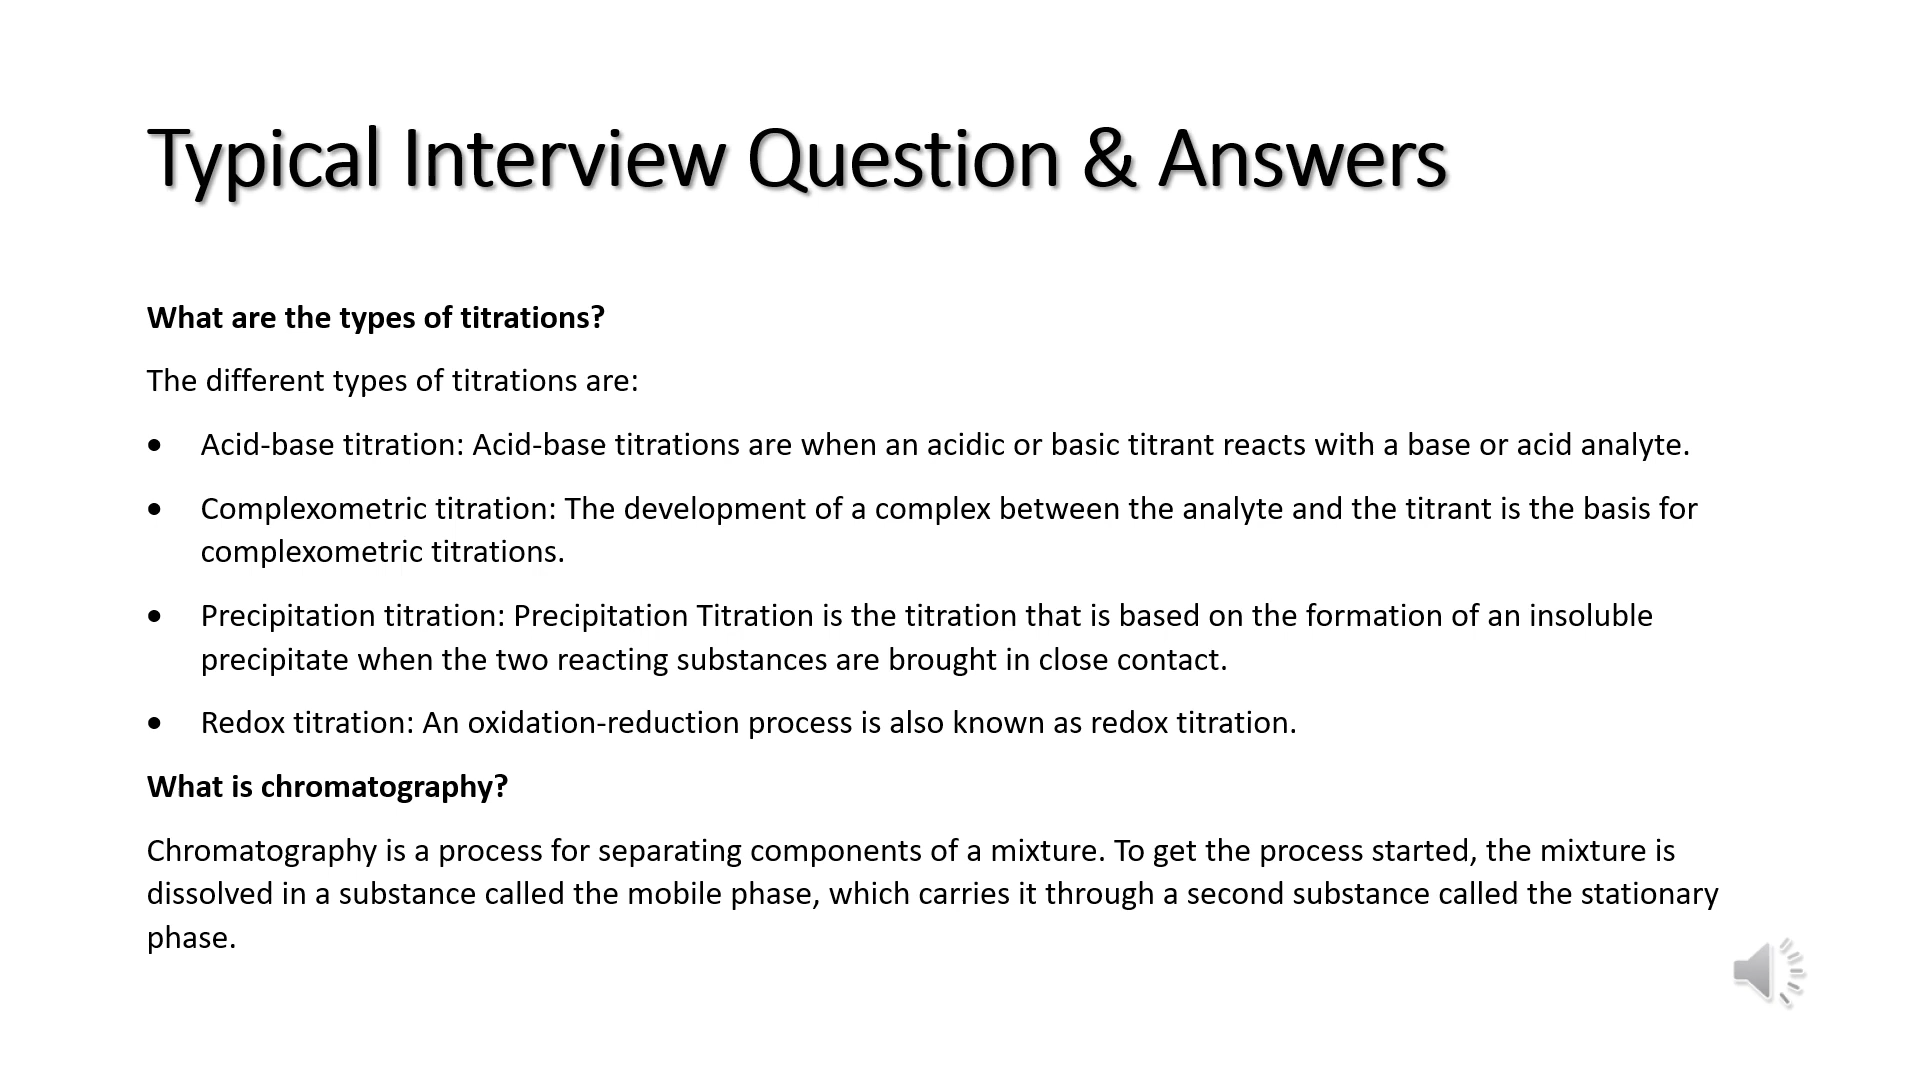 Typical Interview Question & Answers
What are the types of titrations?
The different types of titrations are:
• Acid-base titration: Acid-base titrations are when an acidic or basic titrant reacts with a base or acid analyte.
• Complexometric titration: The development of a complex between the analyte and the titrant is the basis for
complexometric titrations.
• Precipitation titration: Precipitation Titration is the titration that is based on the formation of an insoluble
precipitate when the two reacting substances are brought in close contact.
• Redox titration: An oxidation-reduction process is also known as redox titration.
What is chromatography?
Chromatography is a process for separating components of a mixture. To get the process started, the mixture is
dissolved in a substance called the mobile phase, which carries it through a second substance called the stationary
phase.